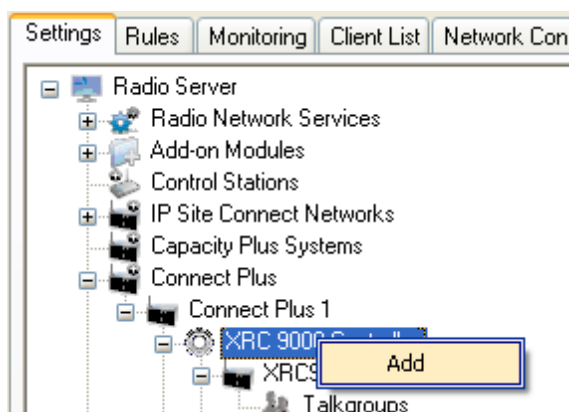 Settings Rules Monitoring Client List Network Con
Radio Server
Radio Network Services
Add-on Modules
Control Stations
IP Site Connect Networks
Capacity Plus Systems
Connect Plus
Connect Plus 1
XRC 9000
Add
XRC9
Talkgroups